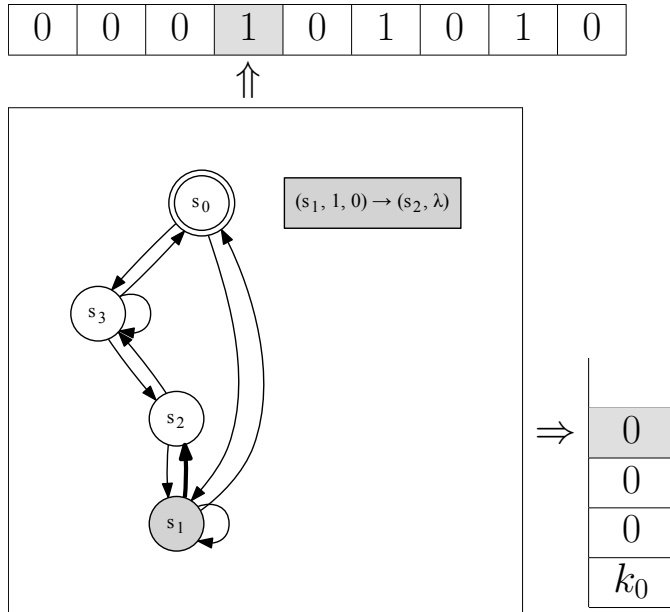 0 0 0 1 0 1 0 1 0
⇑
s₀
(s₁, 1, 0) → (s₂, λ)
s₃
s₂
⇒
0
0
s₁
0
k₀